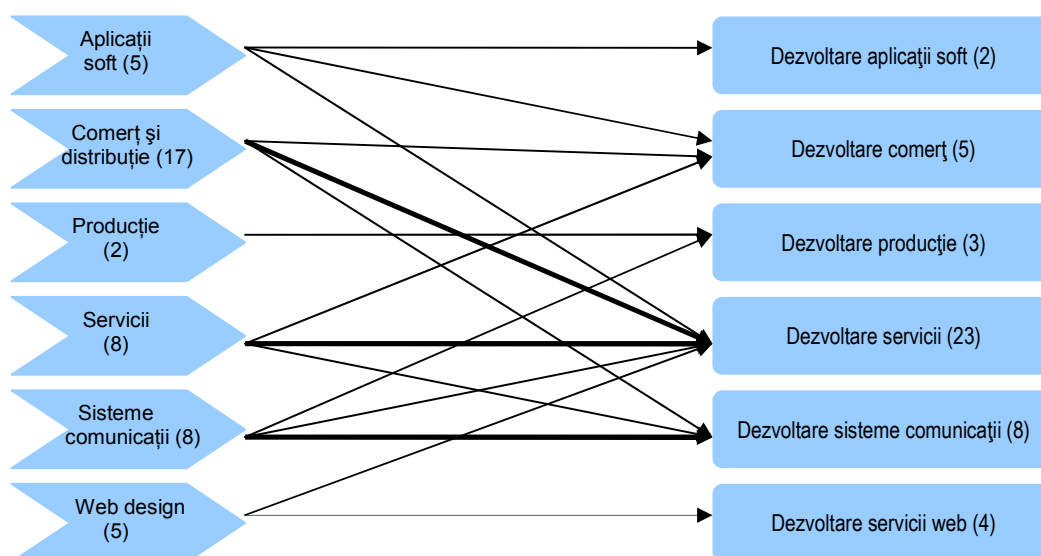 Aplicații
soft (5)
Dezvoltare aplicaţii soft (2)
Comerț şi
distribuție (17)
Dezvoltare comerţ (5)
Producție
(2)
Dezvoltare producţie (3)
Servicii
(8)
Dezvoltare servicii (23)
Sisteme
comunicații (8)
Dezvoltare sisteme comunicaţii (8)
Web design
(5)
Dezvoltare servicii web (4)